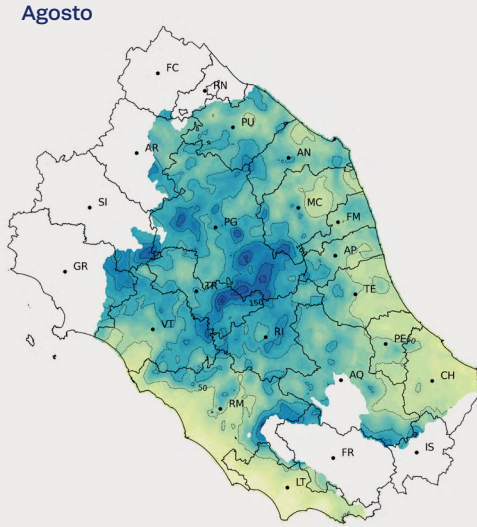 Agosto
FC
RN
PU
AR
AN
SI
MC
PG
FM
AP
GR
TR
TE
150
VT
RI
PE
50
AQ
CH
50
RM
IS
FR
LT